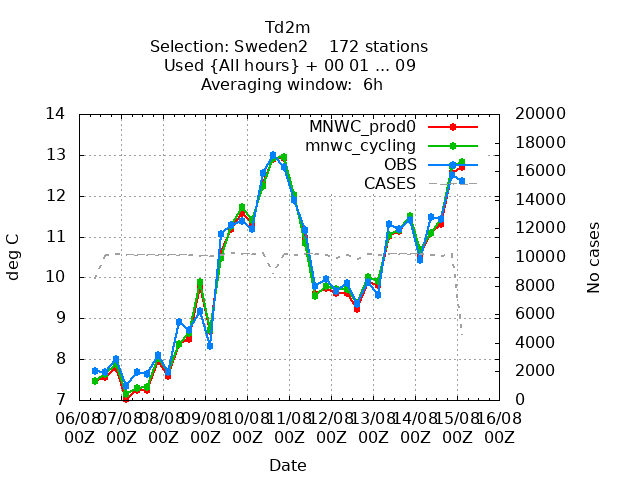 Td2m
Selection: Sweden2    172 stations
Used {All hours} + 00 01 ... 09
Averaging window:  6h
14
13
12
11
10
9
8
7
deg C
20000
18000
16000
14000
12000
10000
8000
6000
4000
2000
0
No cases
MNWC_prod0
mnwc_cycling
OBS
CASES
06/08 07/08 08/08 09/08 10/08 11/08 12/08 13/08 14/08 15/08 16/08
00Z 00Z 00Z 00Z 00Z 00Z 00Z 00Z 00Z 00Z 00Z
Date